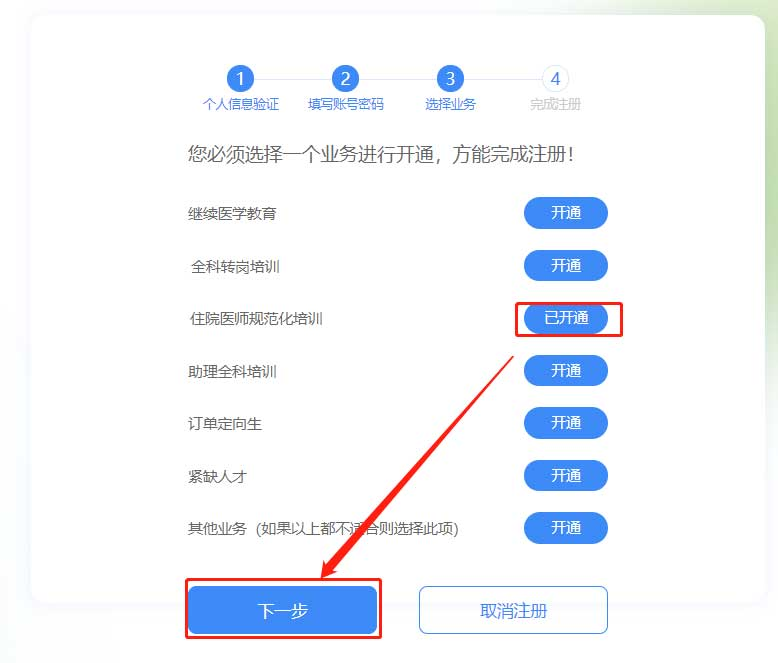 1 2 3 4
个人信息验证 填写账号密码 选择业务 完成注册
您必须选择一个业务进行开通，方能完成注册！
继续医学教育 开通
全科转岗培训 开通
住院医师规范化培训 已开通
助理全科培训 开通
订单定向生 开通
紧缺人才 开通
其他业务（如果以上都不适合则选择此项） 开通
下一步 取消注册